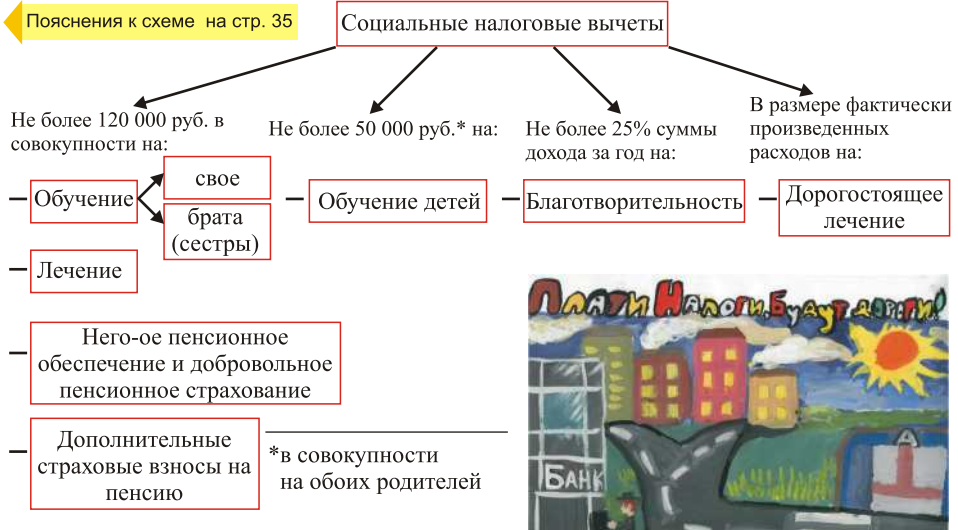 Пояснения к схеме на стр. 35
Социальные налоговые вычеты
Не более 120 000 руб. в
совокупности на:
Обучение
свое
брата
(сестры)
Лечение
Него-ое пенсионное
обеспечение и добровольное
пенсионное страхование
Дополнительные
страховые взносы на
пенсию
Не более 50 000 руб.* на:
Обучение детей
*в совокупности
на обоих родителей
Не более 25% суммы
дохода за год на:
Благотворительность
В размере фактически
произведенных
расходов на:
Дорогостоящее
лечение
Плати Налоги, Будут дороги!
Банк
А